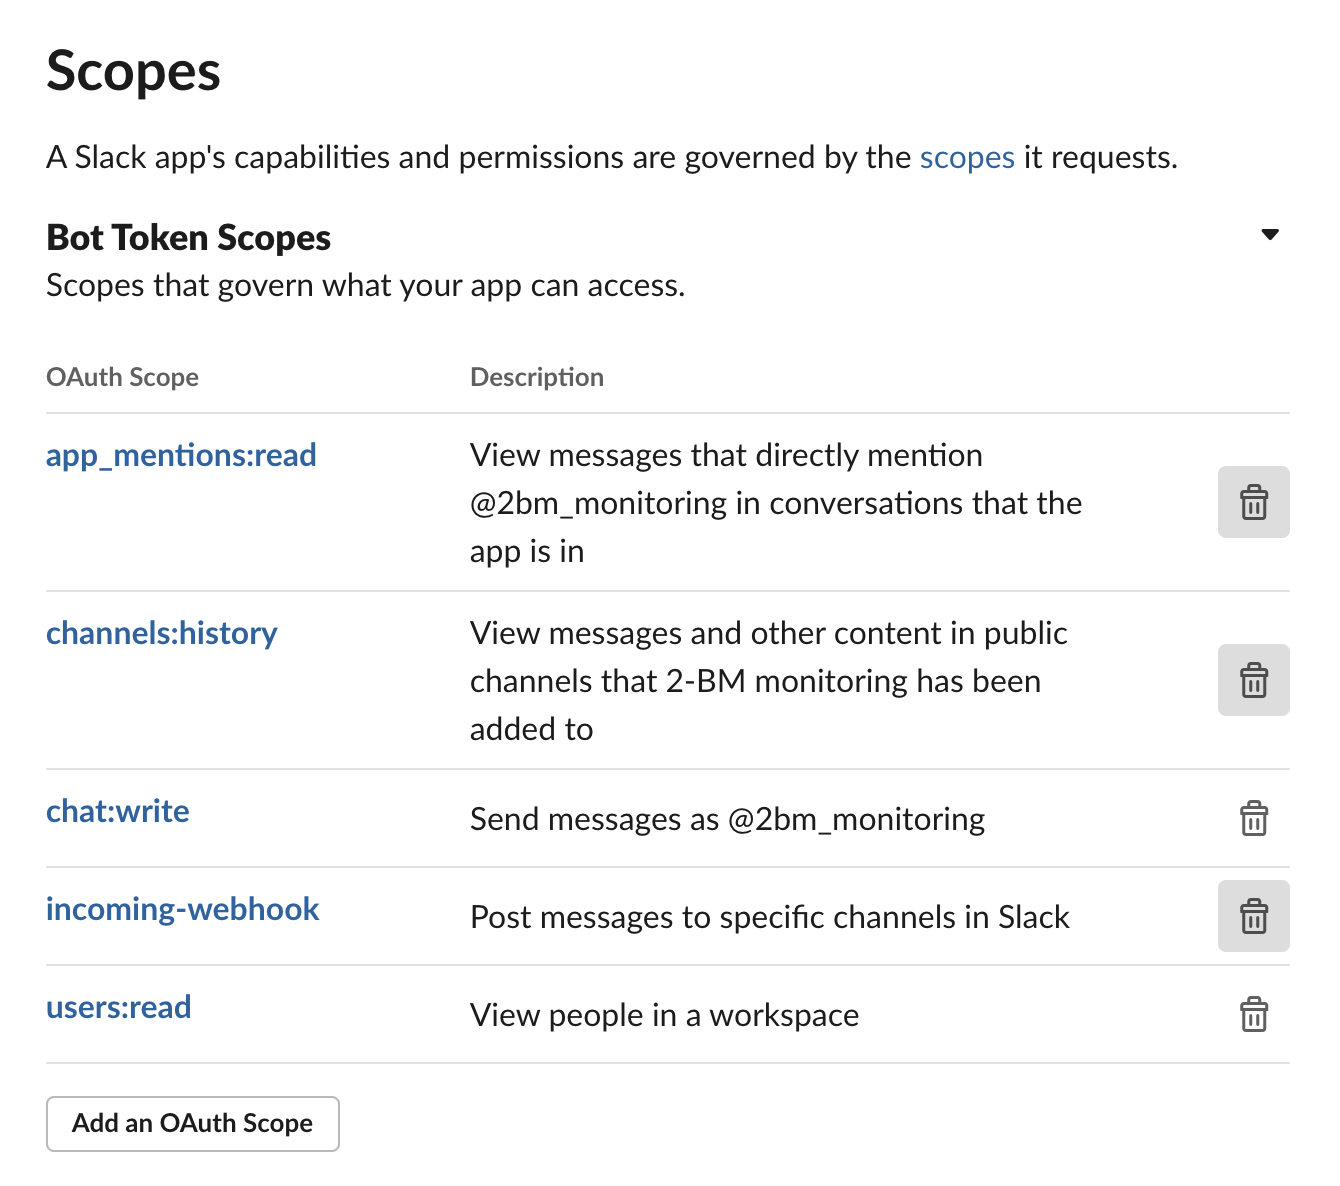 Scopes
A Slack app's capabilities and permissions are governed by the scopes it requests.
Bot Token Scopes
Scopes that govern what your app can access.
OAuth Scope
Description
app_mentions:read
View messages that directly mention
@2bm_monitoring in conversations that the
app is in
channels:history
View messages and other content in public
channels that 2-BM monitoring has been
added to
chat:write
Send messages as @2bm_monitoring
incoming-webhook
Post messages to specific channels in Slack
users:read
View people in a workspace
Add an OAuth Scope